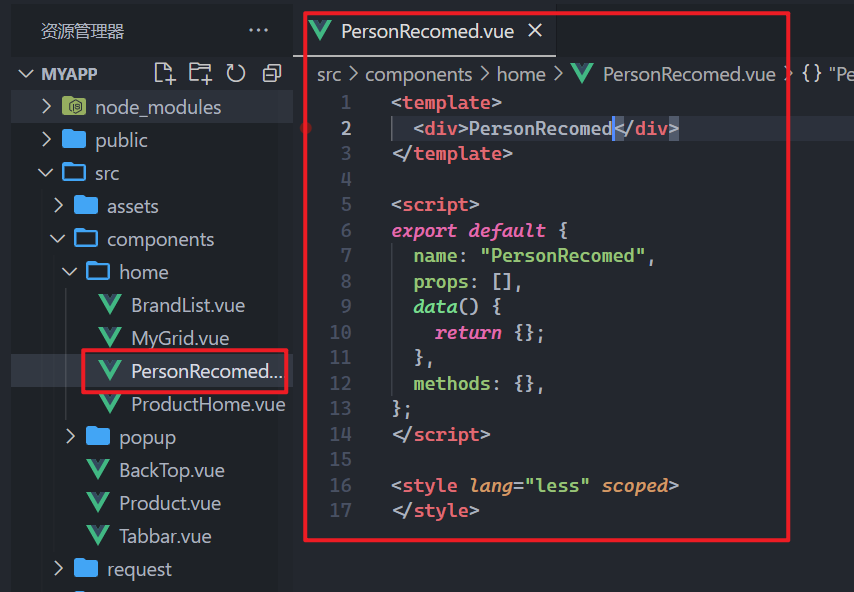 资源管理器
···
MYAPP
node_modules
public
src
assets
components
home
BrandList.vue
MyGrid.vue
PersonRecomed...
ProductHome.vue
popup
BackTop.vue
Product.vue
Tabbar.vue
request
PersonRecomed.vue ×
src > components > home > PersonRecomed.vue > {} "Pe
1 <template>
2 <div>PersonRecomed</div>
3 </template>
4
5 <script>
6 export default {
7 name: "PersonRecomed",
8 props: [],
9 data() {
10 return {};
11 },
12 methods: {},
13 };
14 </script>
15
16 <style lang="less" scoped>
17 </style>